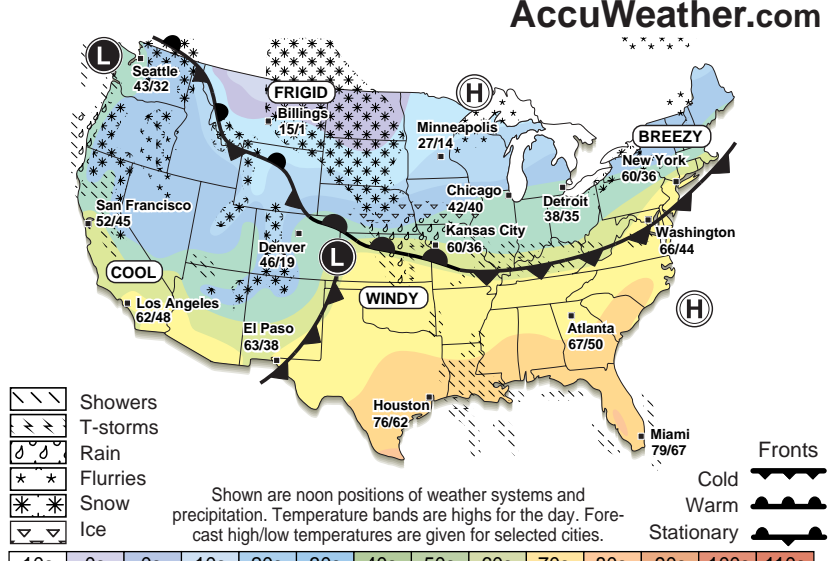 AccuWeather.com
L
Seattle
43/32
FRIGID
Billings
15/1
H
Minneapolis
27/14
BREEZY
New York
60/36
Chicago
42/40
Detroit
38/35
San Francisco
52/45
Kansas City
60/36
Washington
66/44
Denver
46/19
L
COOL
WINDY
Los Angeles
62/48
H
El Paso
63/38
Atlanta
67/50
Houston
76/62
Miami
79/67
Showers
T-storms
Rain
Flurries
Snow
Ice
Shown are noon positions of weather systems and
precipitation. Temperature bands are highs for the day. Fore-
cast high/low temperatures are given for selected cities.
Fronts
Cold
Warm
Stationary